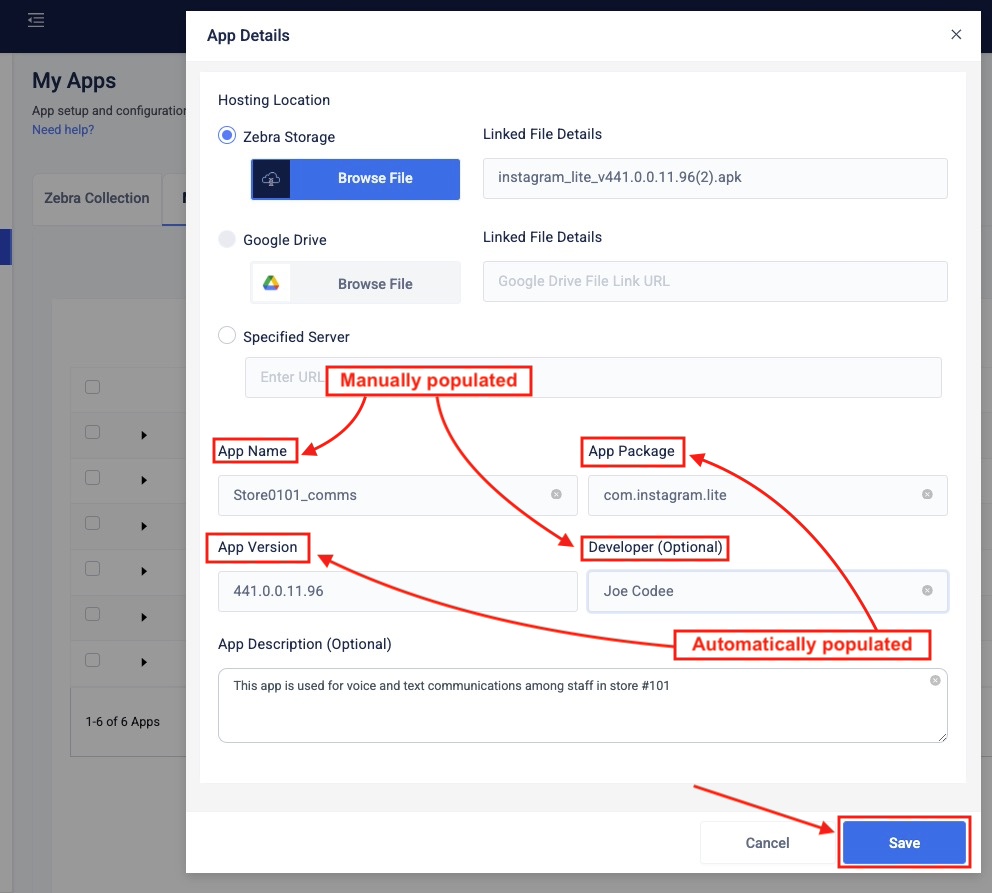 App Details
My Apps
App setup and configuration
Need help?
Zebra Collection
1-6 of 6 Apps
Hosting Location
Zebra Storage
Linked File Details
Browse File
instagram_lite_v441.0.0.11.96(2).apk
Google Drive
Linked File Details
Browse File
Google Drive File Link URL
Specified Server
Enter URL
Manually populated
App Name
App Package
Store0101_comms
com.instagram.lite
App Version
Developer (Optional)
441.0.0.11.96
Joe Codee
Automatically populated
App Description (Optional)
This app is used for voice and text communications among staff in store #101
Cancel
Save